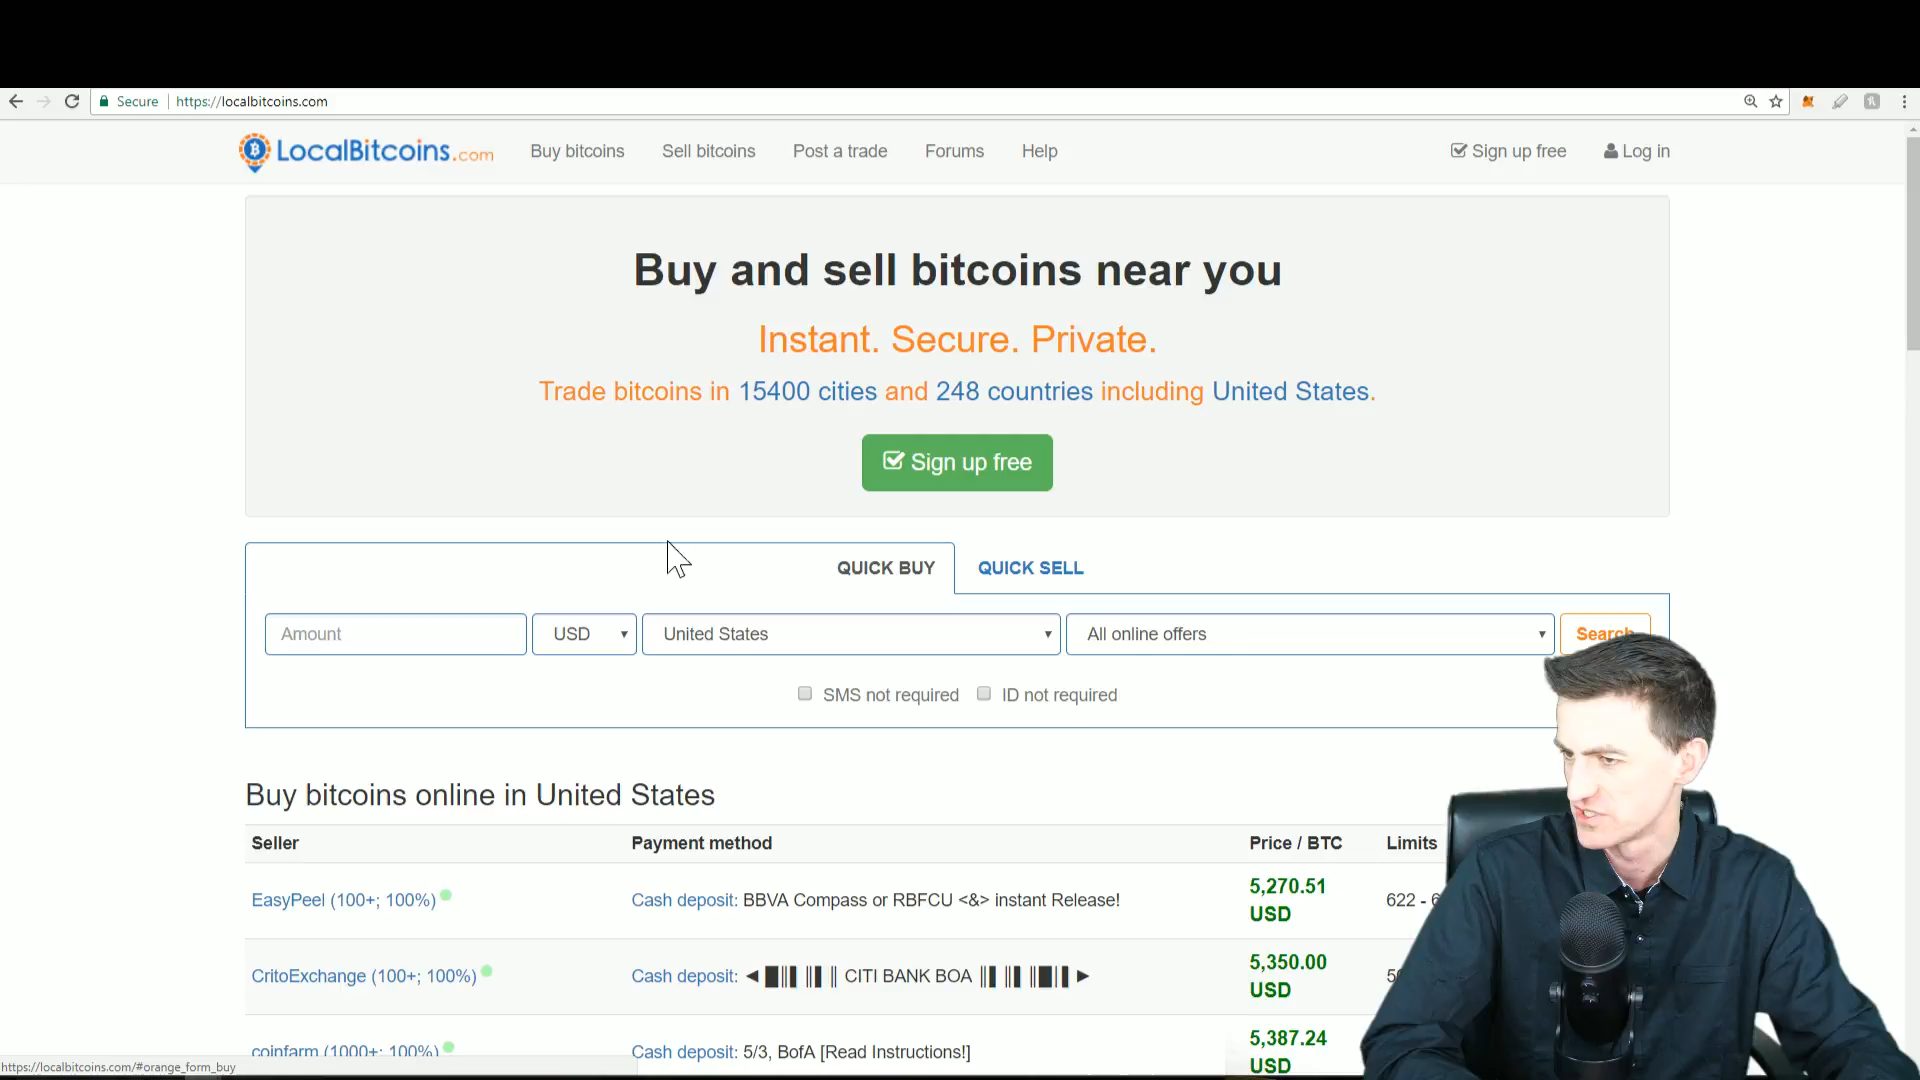 Secure https://localbitcoins.com
LocalBitcoins.com Buy bitcoins Sell bitcoins Post a trade Forums Help Sign up free Log in
Buy and sell bitcoins near you
Instant. Secure. Private.
Trade bitcoins in 15400 cities and 248 countries including United States.
Sign up free
QUICK BUY QUICK SELL
Amount USD United States All online offers Search
SMS not required ID not required
Buy bitcoins online in United States
Seller Payment method Price / BTC Limits
EasyPeel (100+; 100%) Cash deposit: BBVA Compass or RBFCU <&> instant Release! 5,270.51 USD 622 -
CritoExchange (100+; 100%) Cash deposit: CITI BANK BOA 5,350.00 USD
coinfarm (1000+; 100%) Cash deposit: 5/3, BofA [Read Instructions!] 5,387.24 USD
https://localbitcoins.com/#orange_form_buy